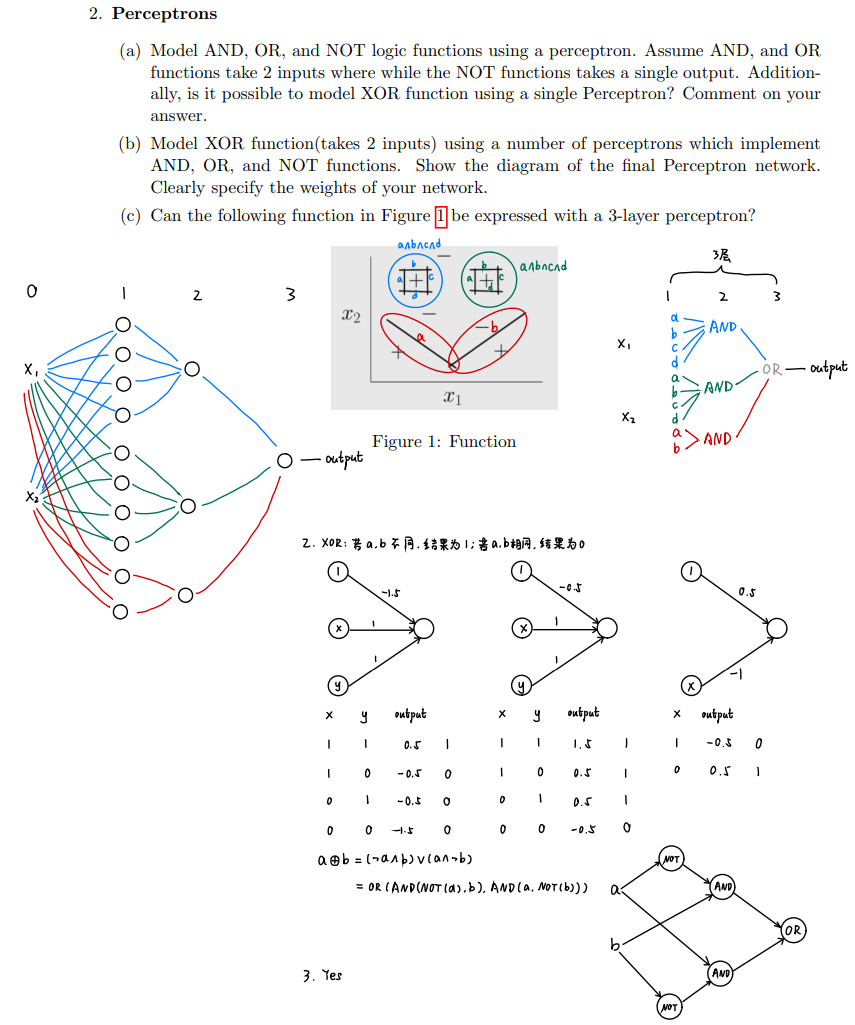 2. Perceptrons
(a) Model AND, OR, and NOT logic functions using a perceptron. Assume AND, and OR
functions take 2 inputs where while the NOT functions takes a single output. Addition-
ally, is it possible to model XOR function using a single Perceptron? Comment on your
answer.
(b) Model XOR function(takes 2 inputs) using a number of perceptrons which implement
AND, OR, and NOT functions. Show the diagram of the final Perceptron network.
Clearly specify the weights of your network.
(c) Can the following function in Figure 1 be expressed with a 3-layer perceptron?
a∧b∧c∧d
a∧b∧c∧d
b
a + c
d
b
a + c
d
x2
a
b
+
+
−
−
−
x1
Figure 1: Function
0 1 2 3
x1
x2
output
3层
1 2 3
x1
x2
a
b
c
d
AND
a
b
c
d
AND
a
b
AND
OR
output
2. XOR: 若a,b不同,结果为1;若a,b相同,结果为0
1
-1.5
x
1
y
1
1
-0.5
x
1
y
1
1
0.5
x
-1
x y output
1 1 0.5 1
1 0 -0.5 0
0 1 -0.5 0
0 0 -1.5 0
x y output
1 1 1.5 1
1 0 0.5 1
0 1 0.5 1
0 0 -0.5 0
x output
1 -0.5 0
0 0.5 1
a⊕b = (¬a∧b)∨(a∧¬b)
= OR (AND(NOT(a),b), AND(a, NOT(b)))
NOT
a
AND
OR
b
AND
NOT
3. Yes